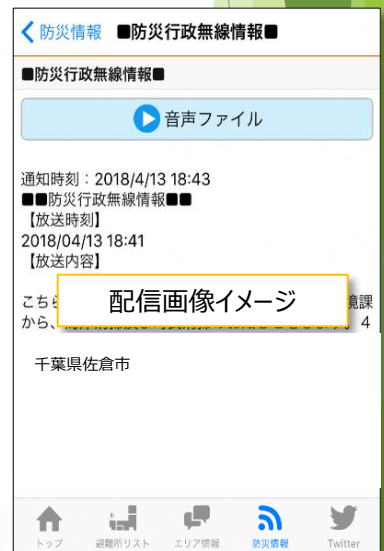 防災情報 ■防災行政無線情報■
■防災行政無線情報■
音声ファイル
通知時刻：2018/4/13 18:43
■■防災行政無線情報■■
【放送時刻】
2018/04/13 18:41
【放送内容】
配信画像イメージ
こち 境課
から、 4
千葉県佐倉市
トップ 避難所リスト エリア情報 防災情報 Twitter